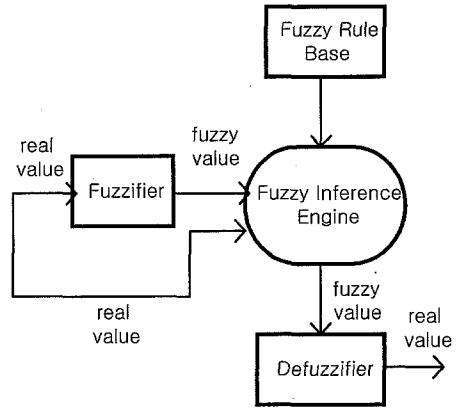 Fuzzy Rule
Base
real
value
fuzzy
value
Fuzzifier
Fuzzy Inference
Engine
real
value
fuzzy
value
real
value
Defuzzifier